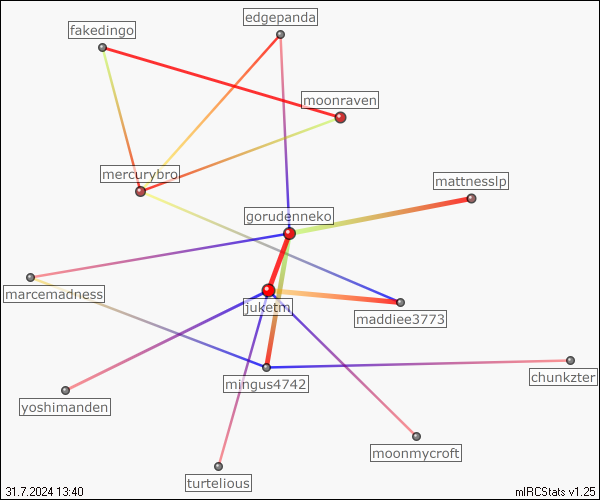 edgepanda
fakedingo
moonraven
mercurybro
mattnesslp
gorudenneko
marcemadness
juketm
maddiee3773
chunkzter
mingus4742
yoshimanden
moonmycroft
turtelious
31.7.2024 13:40
mIRCStats v1.25